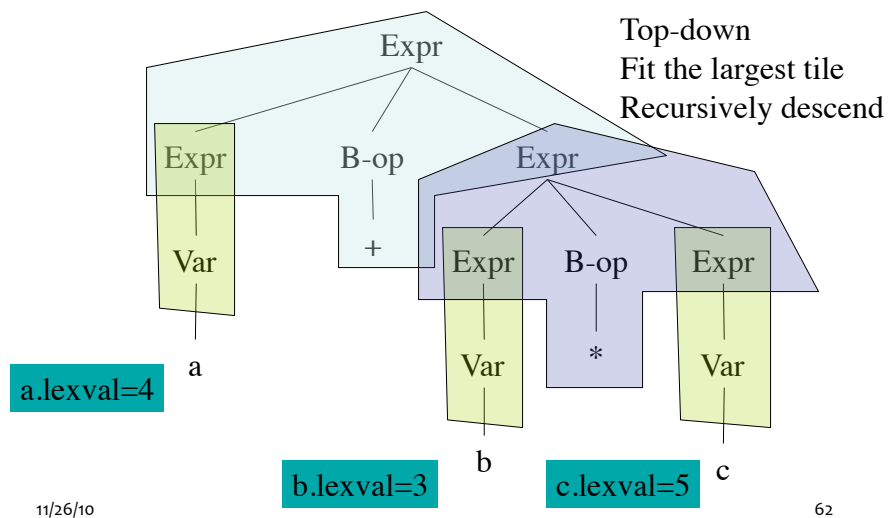 Top-down
Fit the largest tile
Recursively descend
Expr
Expr B-op Expr
+
Var Expr B-op Expr
a Var * Var
a.lexval=4
b c
b.lexval=3 c.lexval=5
11/26/10 62